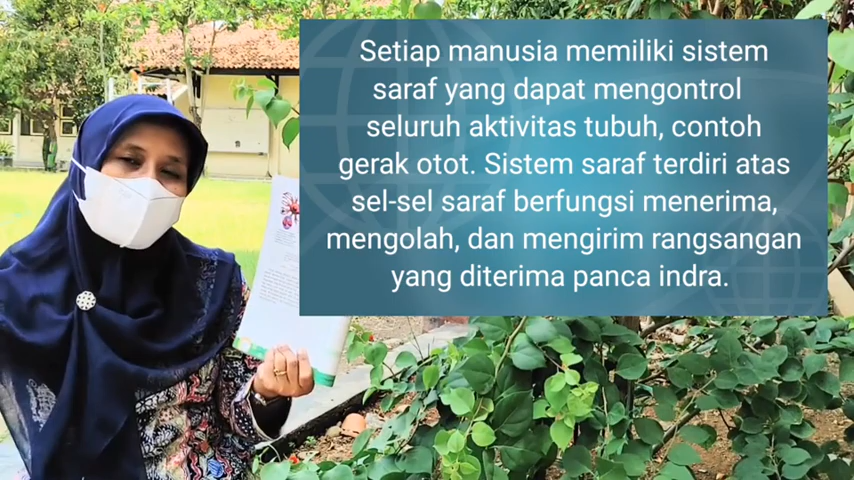 Setiap manusia memiliki sistem
saraf yang dapat mengontrol
seluruh aktivitas tubuh, contoh
gerak otot. Sistem saraf terdiri atas
sel-sel saraf berfungsi menerima,
mengolah, dan mengirim rangsangan
yang diterima panca indra.